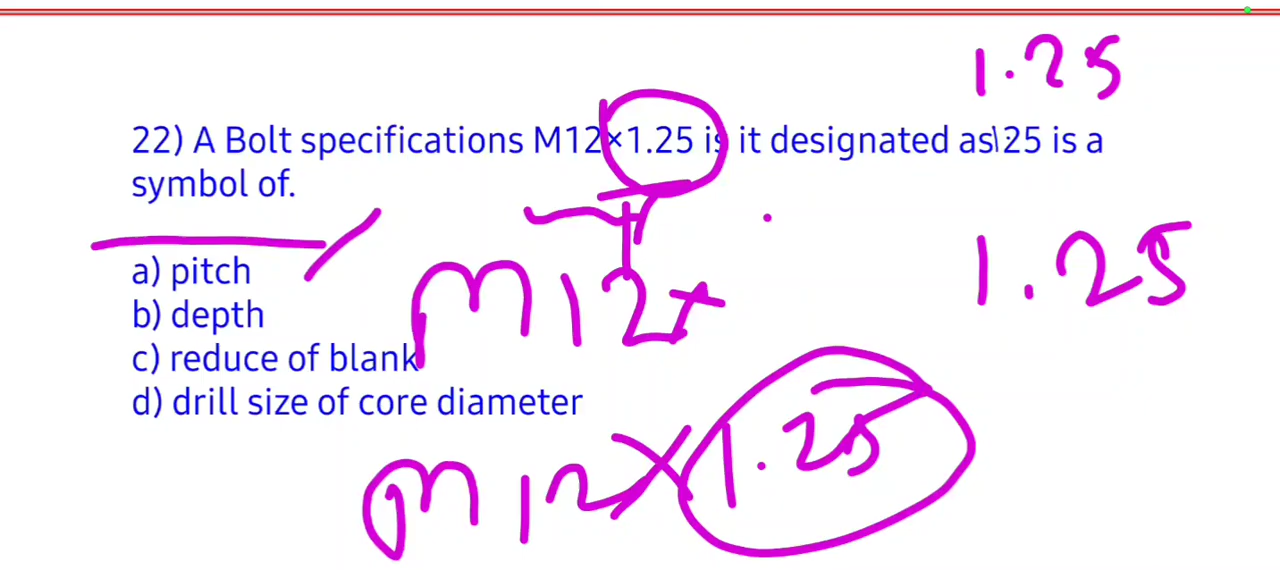 1.25
22) A Bolt specifications M12×1.25 is it designated as\25 is a
symbol of.
1.25
a) pitch
M12×
b) depth
c) reduce of blank
d) drill size of core diameter
M12×1.25